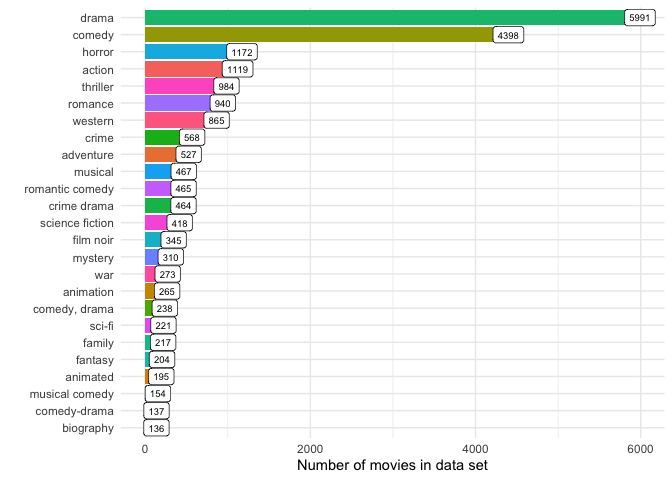 drama 5991
comedy 4398
horror 1172
action 1119
thriller 984
romance 940
western 865
crime 568
adventure 527
musical 467
romantic comedy 465
crime drama 464
science fiction 418
film noir 345
mystery 310
war 273
animation 265
comedy, drama 238
sci-fi 221
family 217
fantasy 204
animated 195
musical comedy 154
comedy-drama 137
biography 136
0 2000 4000 6000
Number of movies in data set